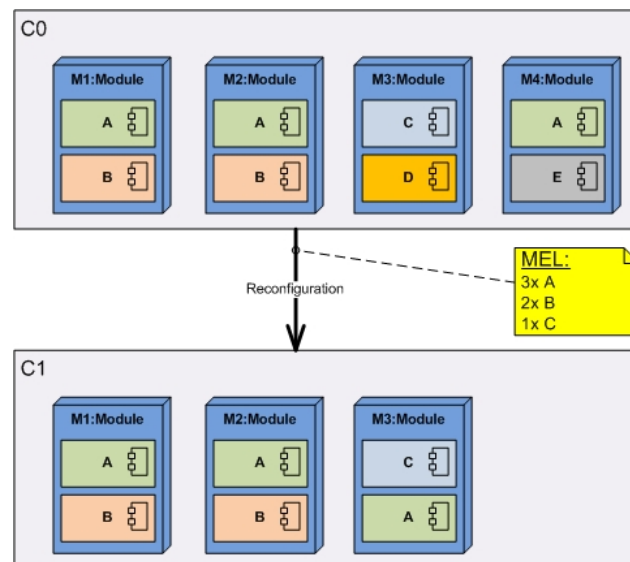 C0
M1:Module M2:Module M3:Module M4:Module
A A C A
B B D E
Reconfiguration
MEL:
3x A
2x B
1x C
C1
M1:Module M2:Module M3:Module
A A C
B B A